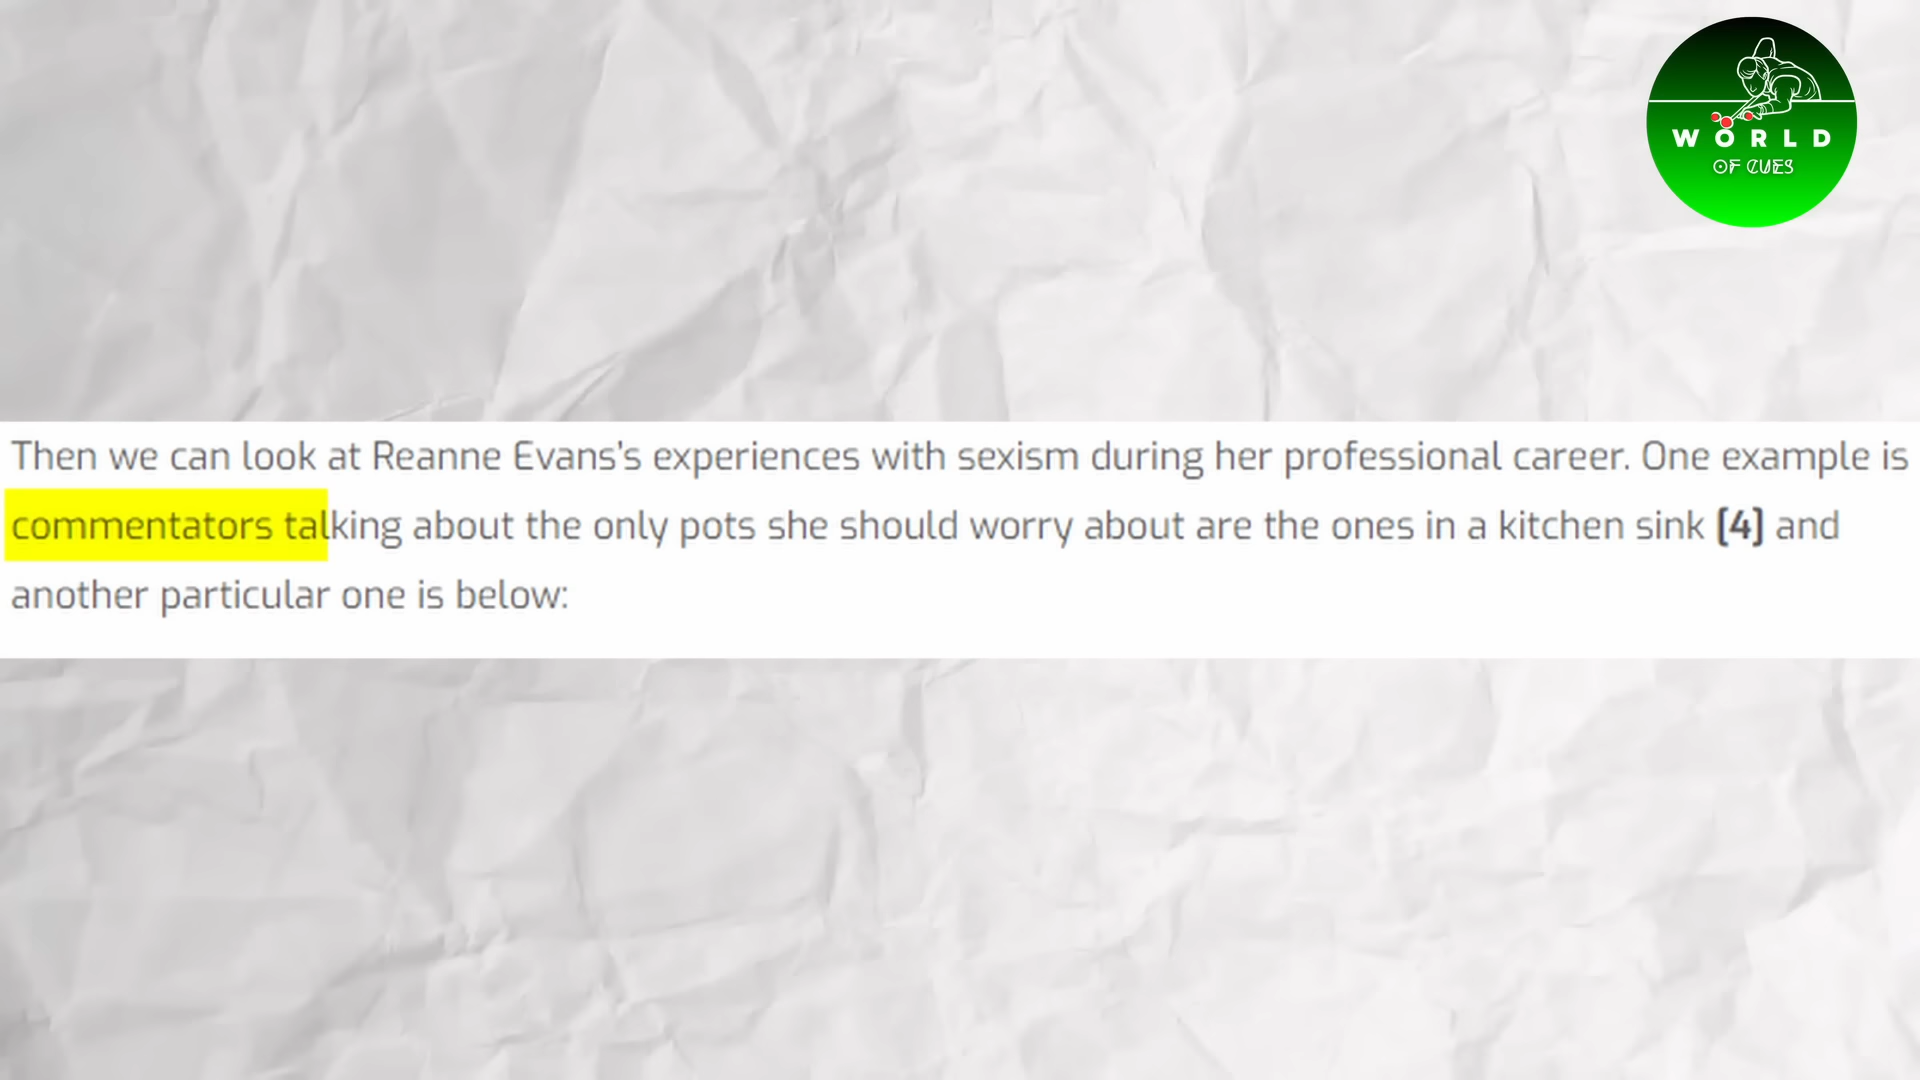 WORLD
OF CUES
Then we can look at Reanne Evans's experiences with sexism during her professional career. One example is
commentators talking about the only pots she should worry about are the ones in a kitchen sink [4] and
another particular one is below: